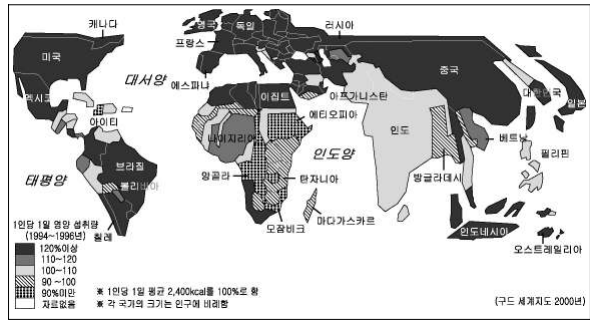 캐나다
영국
독일
러시아
미국
프랑스
중국
대서양
에스파냐
멕시코
이집트
아프가니스탄
대한민국
일본
아이티
에티오피아
나이지리아
인도
베트남
인도양
필리핀
브라질
앙골라
태평양
볼리비아
탄자니아
방글라데시
마다가스카르
모잠비크
칠레
인도네시아
오스트레일리아
1인당 1일 영양 섭취량
(1994~1996년)
120%이상
110~120
100~110
90 ~100
90%미만
자료없음
※ 1인당 1일 평균 2,400kcal를 100%로 함
※ 각 국가의 크기는 인구에 비례함
(구드 세계지도 2000년)